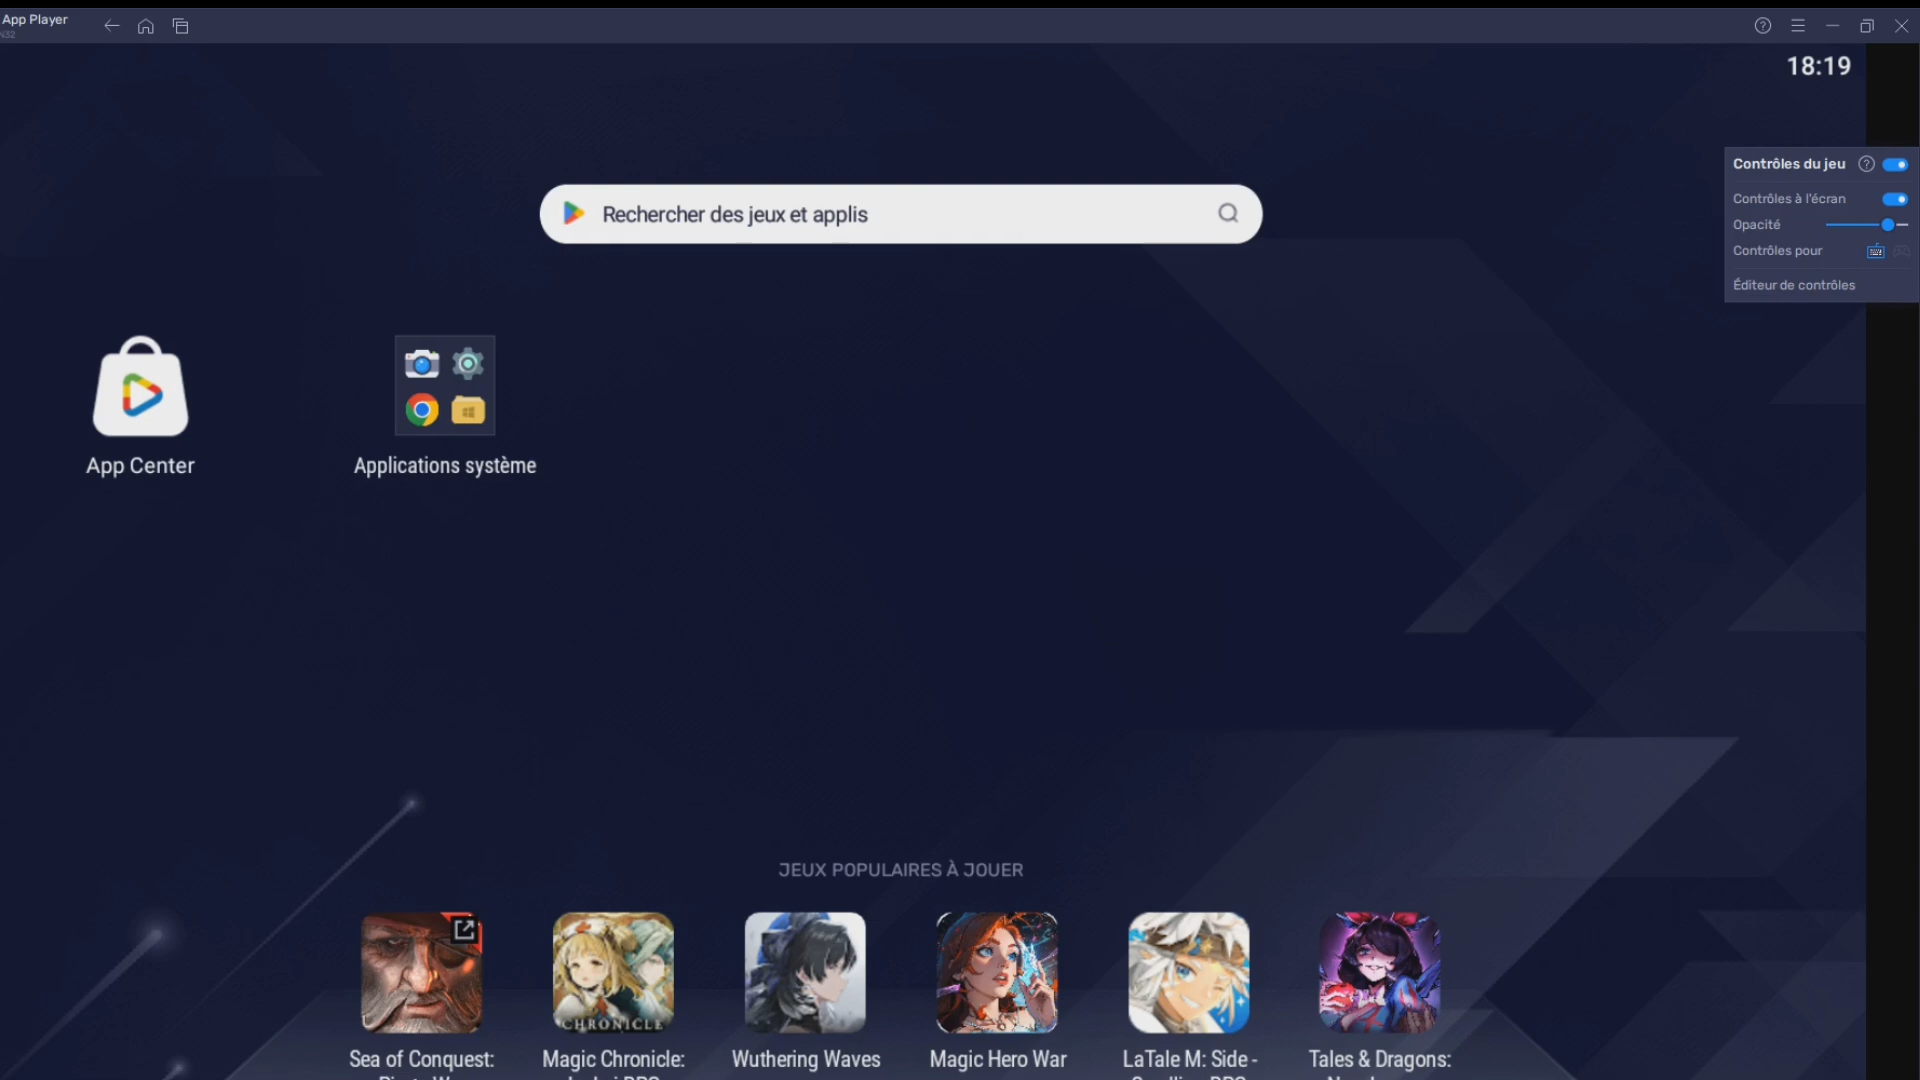 App Player
N32
18:19
Contrôles du jeu
Contrôles à l'écran
Opacité
Contrôles pour
Éditeur de contrôles
Rechercher des jeux et applis
App Center
Applications système
JEUX POPULAIRES À JOUER
CHRONICLE
Sea of Conquest:
Magic Chronicle:
Wuthering Waves
Magic Hero War
LaTale M: Side -
Tales & Dragons: